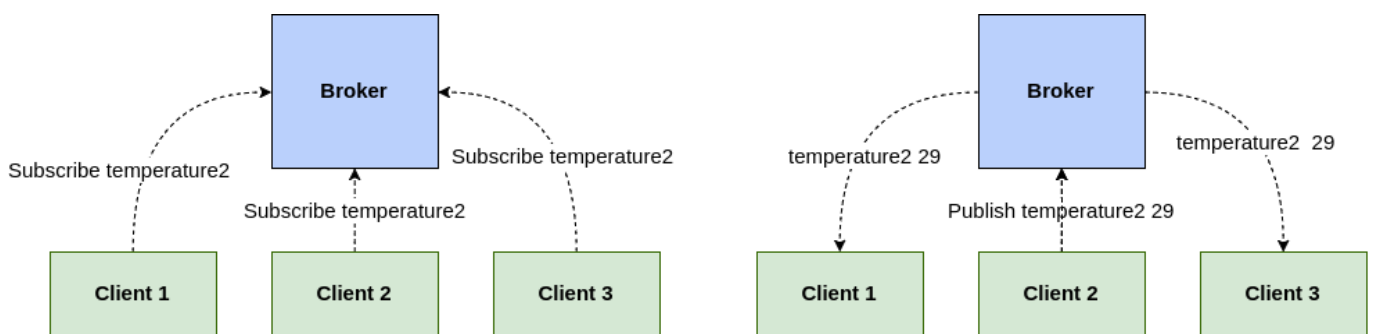 Broker
Subscribe temperature2
Subscribe temperature2
Subscribe temperature2
Client 1
Client 2
Client 3
Broker
temperature2 29
temperature2  29
Publish temperature2 29
Client 1
Client 2
Client 3